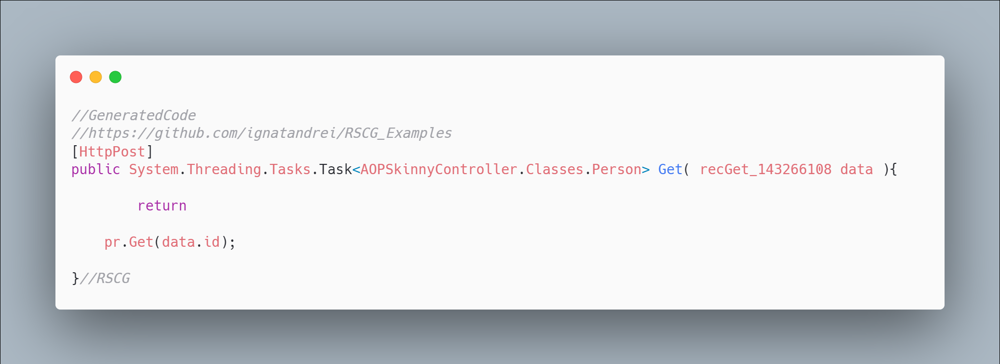 //GeneratedCode
//https://github.com/ignatandrei/RSCG_Examples
[HttpPost]
public System.Threading.Tasks.Task<AOPSkinnyController.Classes.Person> Get( recGet_143266108 data ){
return
pr.Get(data.id);
}//RSCG